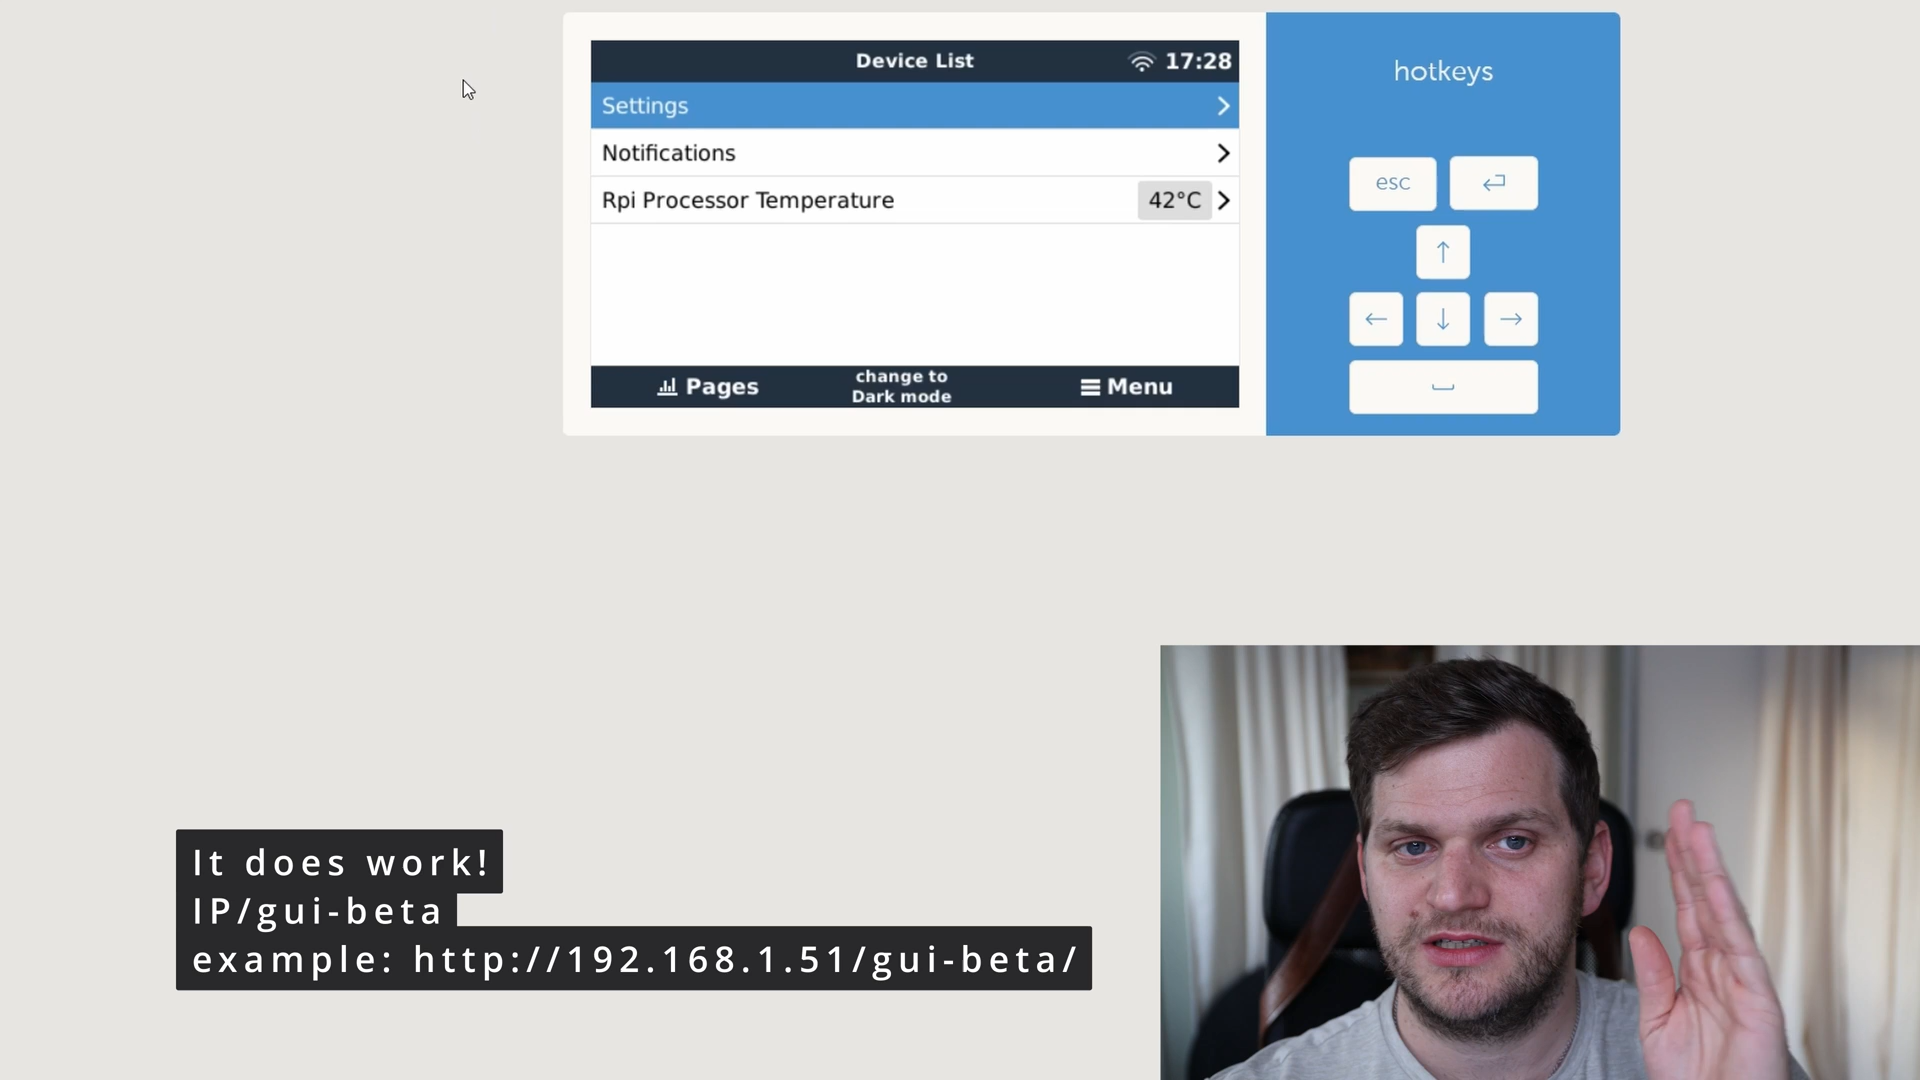 Device List
17:28
Settings
Notifications
Rpi Processor Temperature
42°C
Pages
change to
Dark mode
Menu
hotkeys
esc
It does work!
IP/gui-beta
example: http://192.168.1.51/gui-beta/